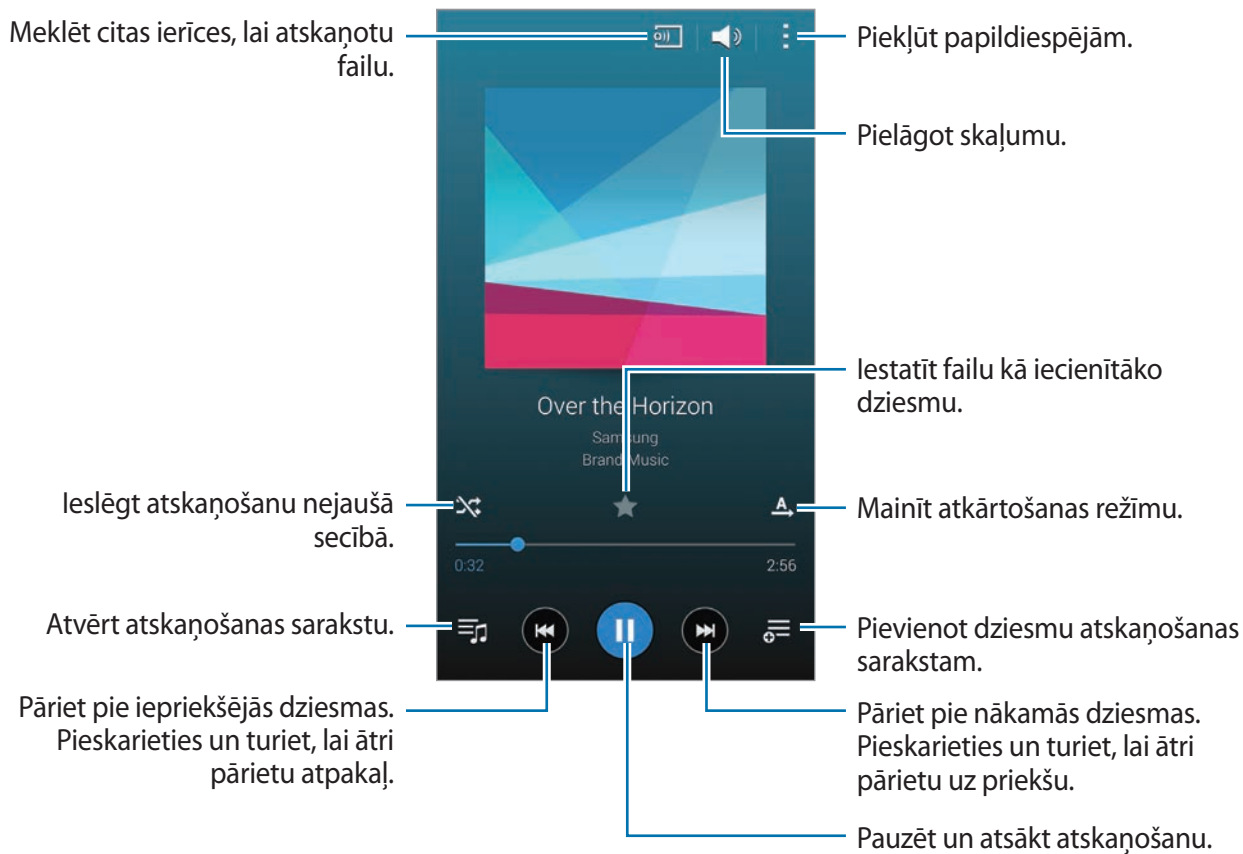 Meklēt citas ierīces, lai atskaņotu
failu.
Piekļūt papildiespējām.
Pielāgot skaļumu.
Iestatīt failu kā iecienītāko
dziesmu.
Over the Horizon
Samsung
Brand Music
Ieslēgt atskaņošanu nejaušā
secībā.
A
Mainīt atkārtošanas režīmu.
0:32
2:56
Atvērt atskaņošanas sarakstu.
Pievienot dziesmu atskaņošanas
sarakstam.
Pāriet pie iepriekšējās dziesmas.
Pieskarieties un turiet, lai ātri
pārietu atpakaļ.
Pāriet pie nākamās dziesmas.
Pieskarieties un turiet, lai ātri
pārietu uz priekšu.
Pauzēt un atsākt atskaņošanu.